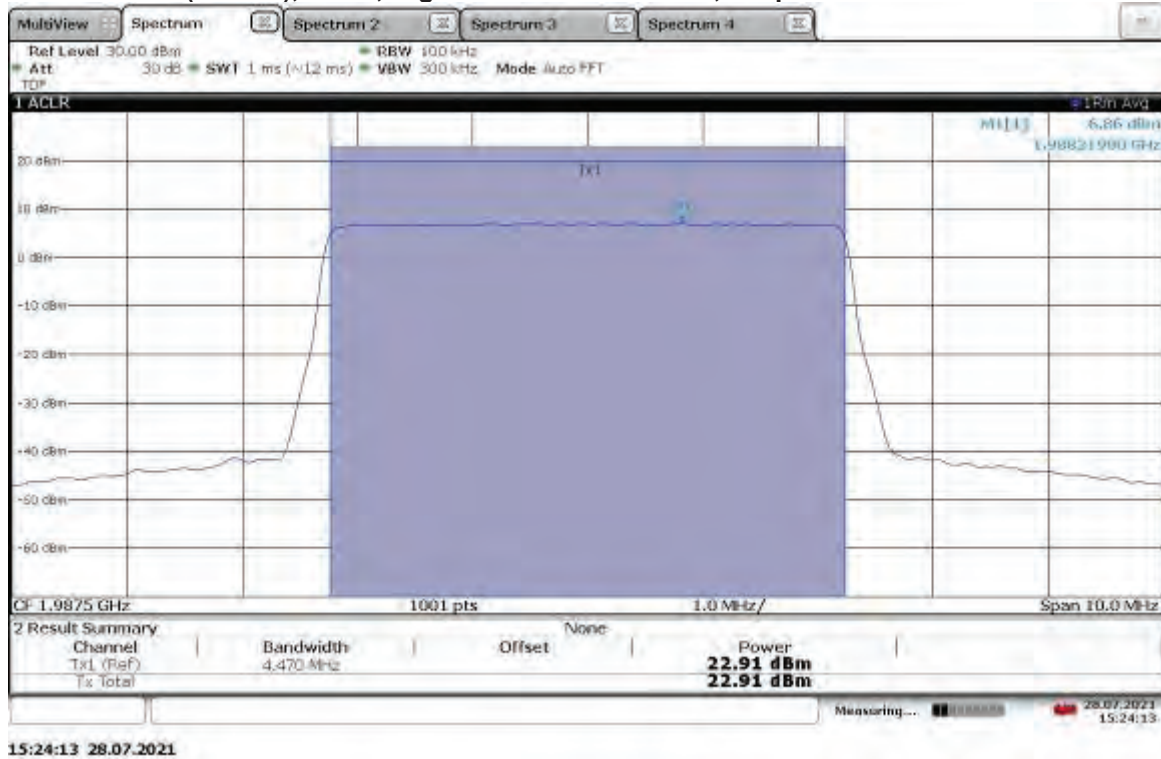 MultiView Spectrum Spectrum 2 Spectrum 3 Spectrum 4
Ref Level 30.00 dBm RBW 100 kHz
Att 30 dB SWT 1 ms (~12 ms) VBW 300 kHz Mode Auto FFT
TDF
1 ACLR 1Rm Avg
M1[1] 6.86 dBm
1.98821900 GHz
20 dBm
Tx1
10 dBm
M1
0 dBm
-10 dBm
-20 dBm
-30 dBm
-40 dBm
-50 dBm
-60 dBm
CF 1.9875 GHz 1001 pts 1.0 MHz/ Span 10.0 MHz
2 Result Summary None
Channel Bandwidth Offset Power
Tx1 (Ref) 4.470 MHz 22.91 dBm
Tx Total 22.91 dBm
Measuring... 28.07.2021
15:24:13
15:24:13 28.07.2021